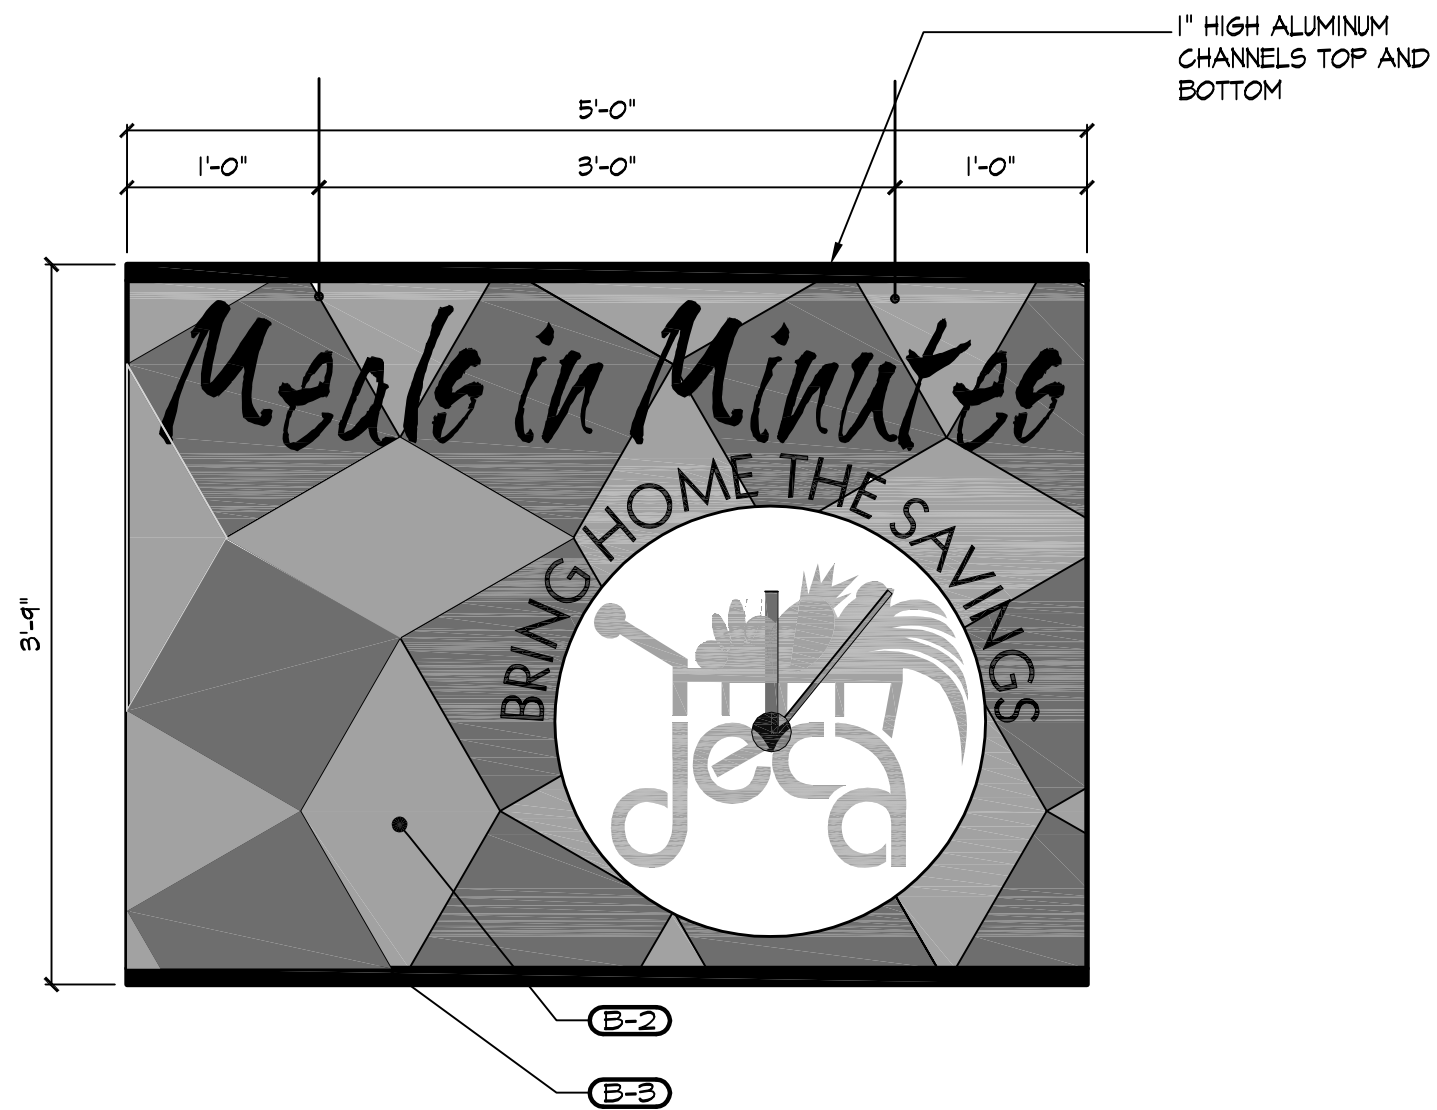 1" HIGH ALUMINUM
CHANNELS TOP AND
BOTTOM
5'-0"
1'-0" 3'-0" 1'-0"
3'-9"
Meals in Minutes
BRING HOME THE SAVINGS
deca
B-2
B-3